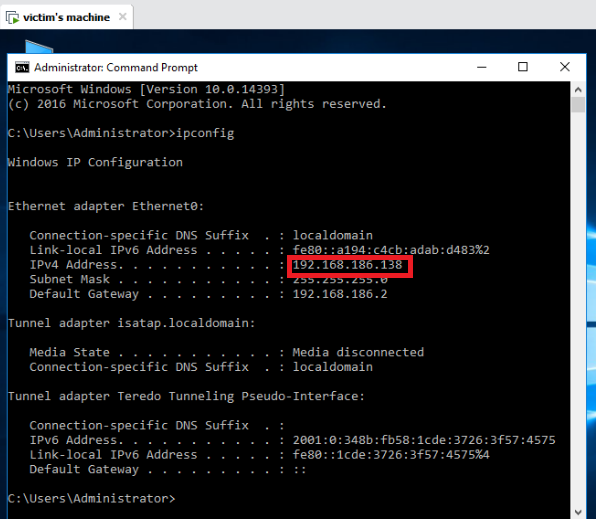 victim's machine
Administrator: Command Prompt
Microsoft Windows [Version 10.0.14393]
(c) 2016 Microsoft Corporation. All rights reserved.
C:\Users\Administrator>ipconfig
Windows IP Configuration
Ethernet adapter Ethernet0:
Connection-specific DNS Suffix . : localdomain
Link-local IPv6 Address . . . . . : fe80::a194:c4cb:adab:d483%2
IPv4 Address. . . . . . . . . . . : 192.168.186.138
Subnet Mask . . . . . . . . . . . : 255.255.255.0
Default Gateway . . . . . . . . . : 192.168.186.2
Tunnel adapter isatap.localdomain:
Media State . . . . . . . . . . . : Media disconnected
Connection-specific DNS Suffix . : localdomain
Tunnel adapter Teredo Tunneling Pseudo-Interface:
Connection-specific DNS Suffix . :
IPv6 Address. . . . . . . . . . . : 2001:0:348b:fb58:1cde:3726:3f57:4575
Link-local IPv6 Address . . . . . : fe80::1cde:3726:3f57:4575%4
Default Gateway . . . . . . . . . : ::
C:\Users\Administrator>